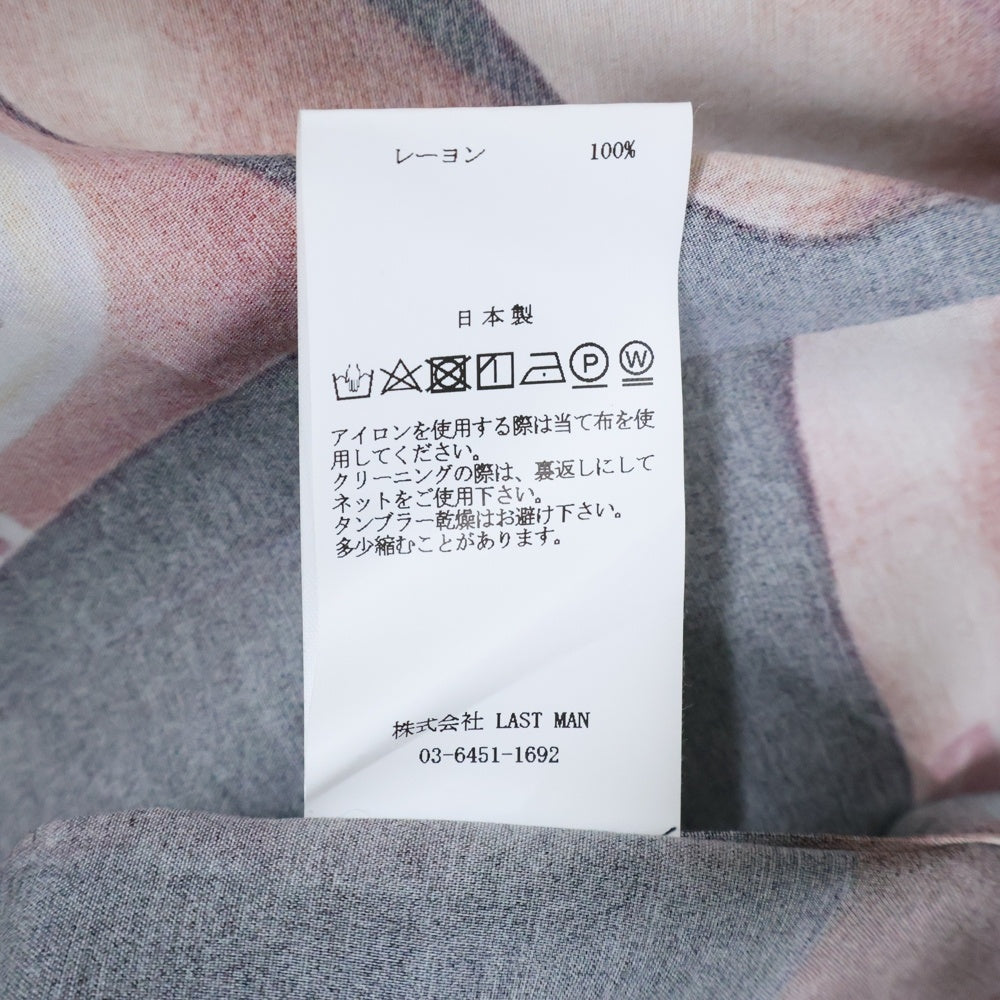 レーヨン 100%
日本製
P W
アイロンを使用する際は当て布を使
用してください。
クリーニングの際は、裏返しにして
ネットをご使用下さい。
タンブラー乾燥はお避け下さい。
多少縮むことがあります。
株式会社 LAST MAN
03-6451-1692